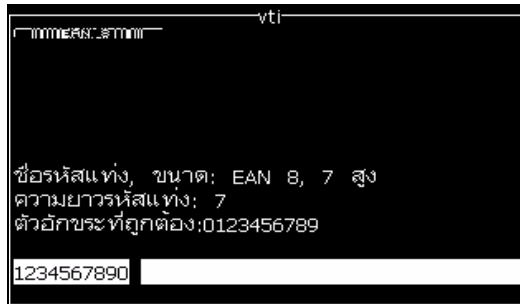 vti
ชื่อรหัสแท่ง, ขนาด: EAN 8, 7 สูง
ความยาวรหัสแท่ง: 7
ตัวอักขระที่ถูกต้อง:0123456789
1234567890